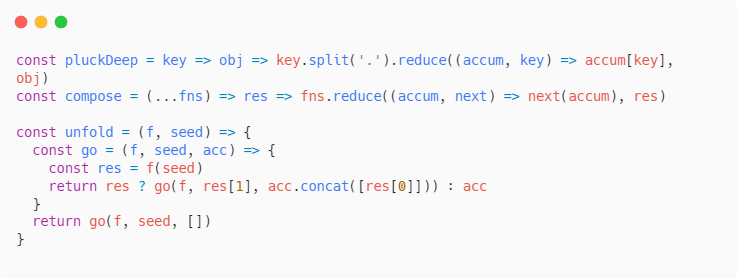 const pluckDeep = key => obj => key.split('.').reduce((accum, key) => accum[key],
obj)
const compose = (...fns) => res => fns.reduce((accum, next) => next(accum), res)

const unfold = (f, seed) => {
  const go = (f, seed, acc) => {
    const res = f(seed)
    return res ? go(f, res[1], acc.concat([res[0]])) : acc
  }
  return go(f, seed, [])
}